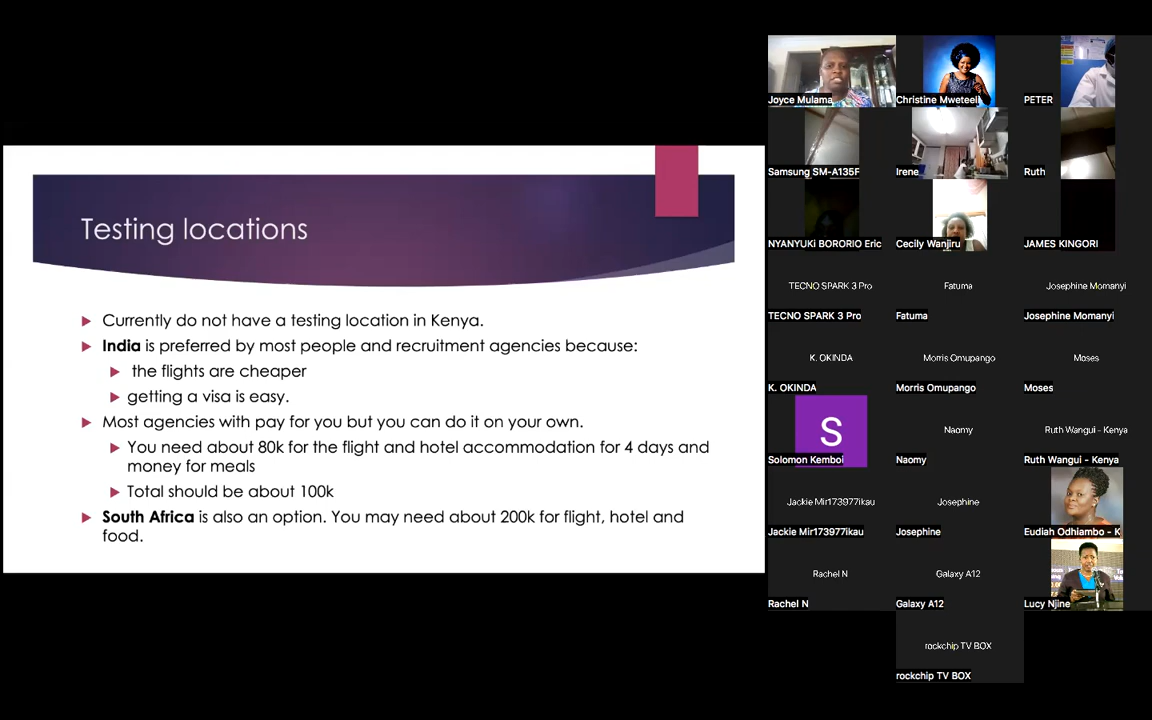 Testing locations
Currently do not have a testing location in Kenya.
India is preferred by most people and recruitment agencies because:
the flights are cheaper
getting a visa is easy.
Most agencies with pay for you but you can do it on your own.
You need about 80k for the flight and hotel accommodation for 4 days and
money for meals
Total should be about 100k
South Africa is also an option. You may need about 200k for flight, hotel and
food.
Joyce Mulama
Christine Mweteeli
PETER
Samsung SM-A135F
Irene
Ruth
NYANYUKi BORORIO Eric
Cecily Wanjiru
JAMES KINGORI
TECNO SPARK 3 Pro
TECNO SPARK 3 Pro
Fatuma
Fatuma
Josephine Momanyi
Josephine Momanyi
K. OKINDA
K. OKINDA
Morris Omupango
Morris Omupango
Moses
Moses
S
Solomon Kemboi
Naomy
Naomy
Ruth Wangui - Kenya
Ruth Wangui - Kenya
Jackie Mir173977ikau
Jackie Mir173977ikau
Josephine
Josephine
Eudiah Odhiambo - K
Rachel N
Rachel N
Galaxy A12
Galaxy A12
Lucy Njine
rockchip TV BOX
rockchip TV BOX